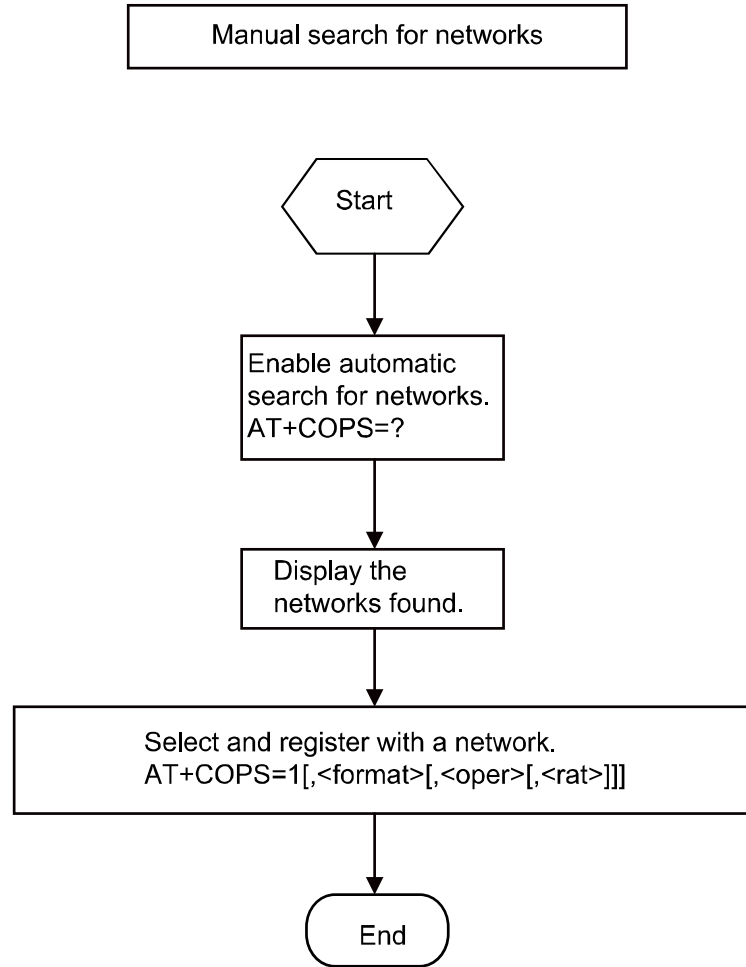 Manual search for networks
Start
Enable automatic
search for networks.
AT+COPS=?
Display the
networks found.
Select and register with a network.
AT+COPS=1[,<format>[,<oper>[,<rat>]]]
End